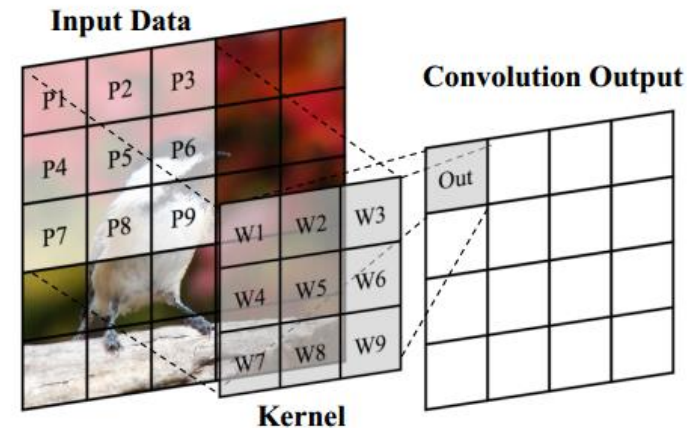 Input Data
P1 P2 P3
P4 P5 P6
P7 P8 P9
Convolution Output
Out
W1 W2 W3
W4 W5 W6
W7 W8 W9
Kernel